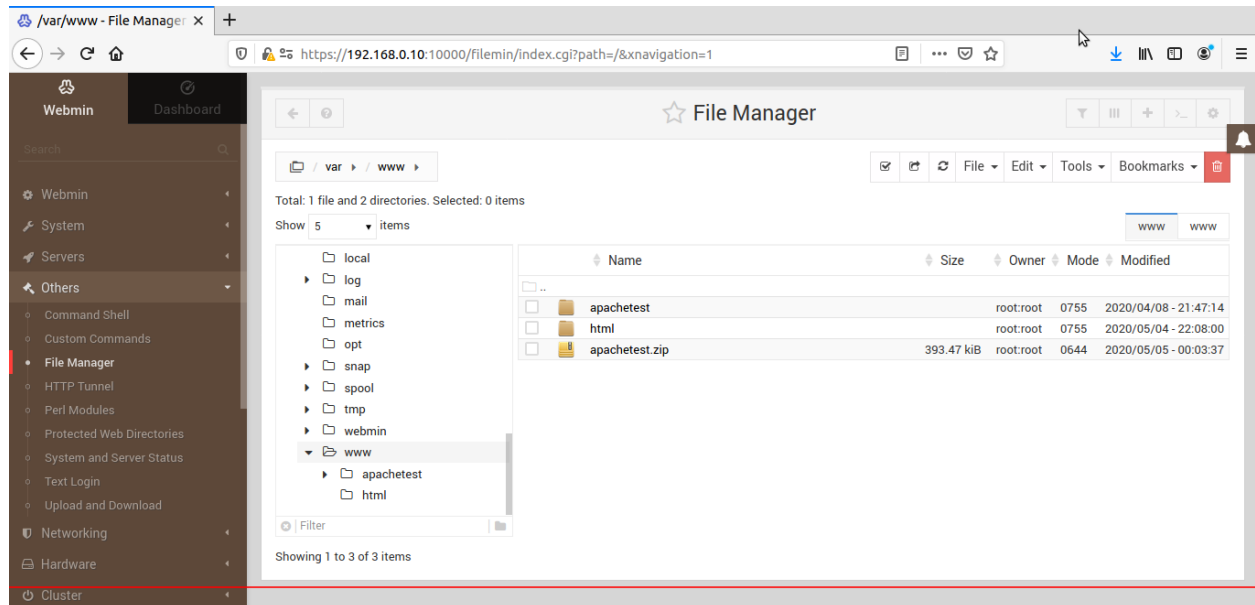 /var/www - File Manager
https://192.168.0.10:10000/filemin/index.cgi?path=/&xnavigation=1
Webmin
Dashboard
Search
Webmin
System
Servers
Others
Command Shell
Custom Commands
File Manager
HTTP Tunnel
Perl Modules
Protected Web Directories
System and Server Status
Text Login
Upload and Download
Networking
Hardware
Cluster
File Manager
/ var / www
File Edit Tools Bookmarks
Total: 1 file and 2 directories. Selected: 0 items
Show 5 items
www www
local
log
mail
metrics
opt
snap
spool
tmp
webmin
www
apachetest
html
Filter
Name Size Owner Mode Modified
..
apachetest root:root 0755 2020/04/08 - 21:47:14
html root:root 0755 2020/05/04 - 22:08:00
apachetest.zip 393.47 kiB root:root 0644 2020/05/05 - 00:03:37
Showing 1 to 3 of 3 items